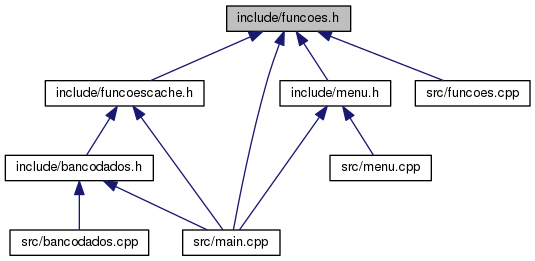 include/funcoes.h
include/funcoescache.h
include/menu.h
src/funcoes.cpp
include/bancodados.h
src/menu.cpp
src/bancodados.cpp
src/main.cpp